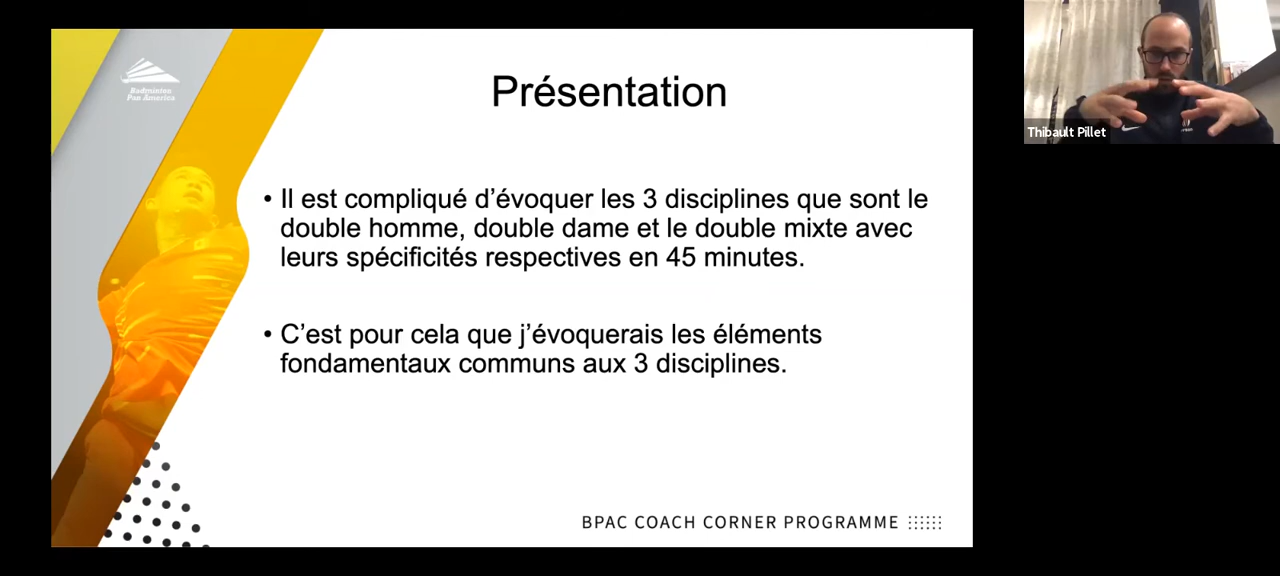 Badminton
Pan America
Présentation
• Il est compliqué d’évoquer les 3 disciplines que sont le
double homme, double dame et le double mixte avec
leurs spécificités respectives en 45 minutes.
• C’est pour cela que j’évoquerais les éléments
fondamentaux communs aux 3 disciplines.
BPAC COACH CORNER PROGRAMME
Thibault Pillet